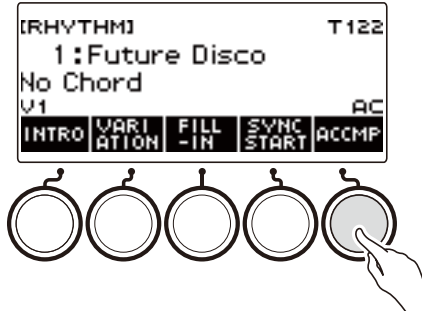 [RHYTHM] T122
1:Future Disco
No Chord
V1 AC
INTRO VARI ATION FILL -IN SYNC START ACCMP